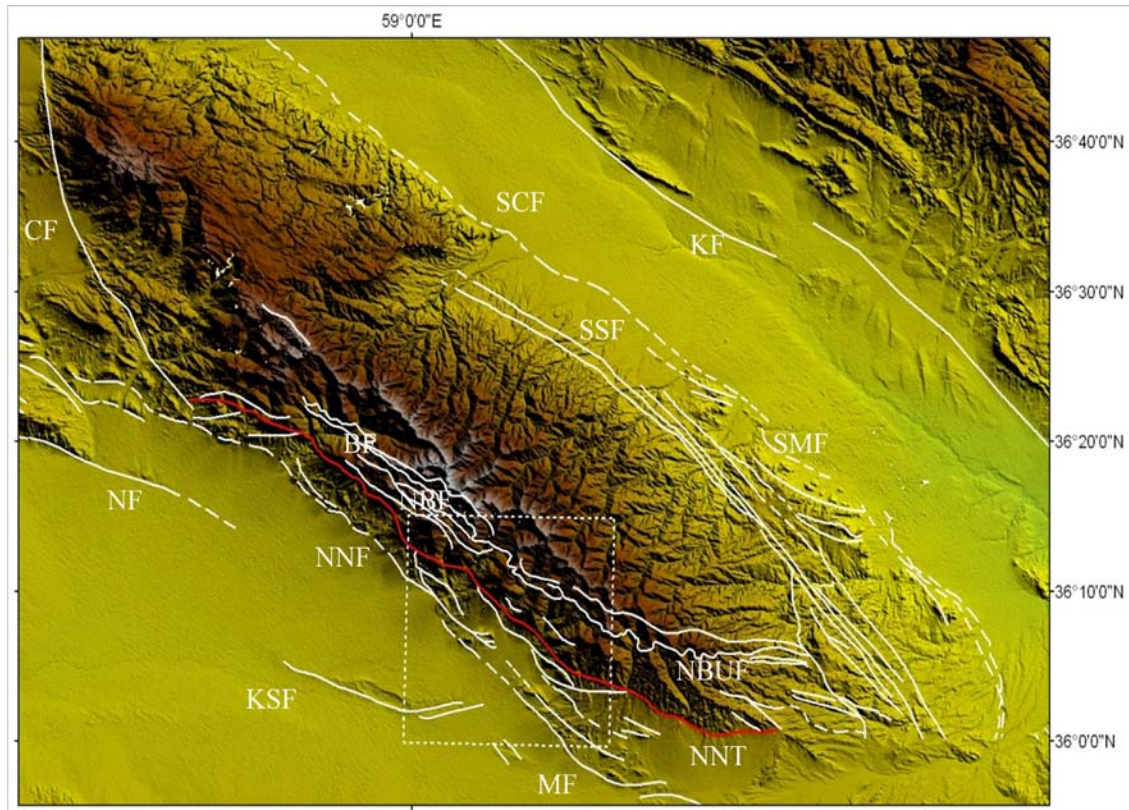 59°0'0"E
36°40'0"N
SCF
CF
KF
36°30'0"N
SSF
36°20'0"N
BF
SMF
NF
NBF
NNF
36°10'0"N
NBUF
KSF
36°0'0"N
NNT
MF